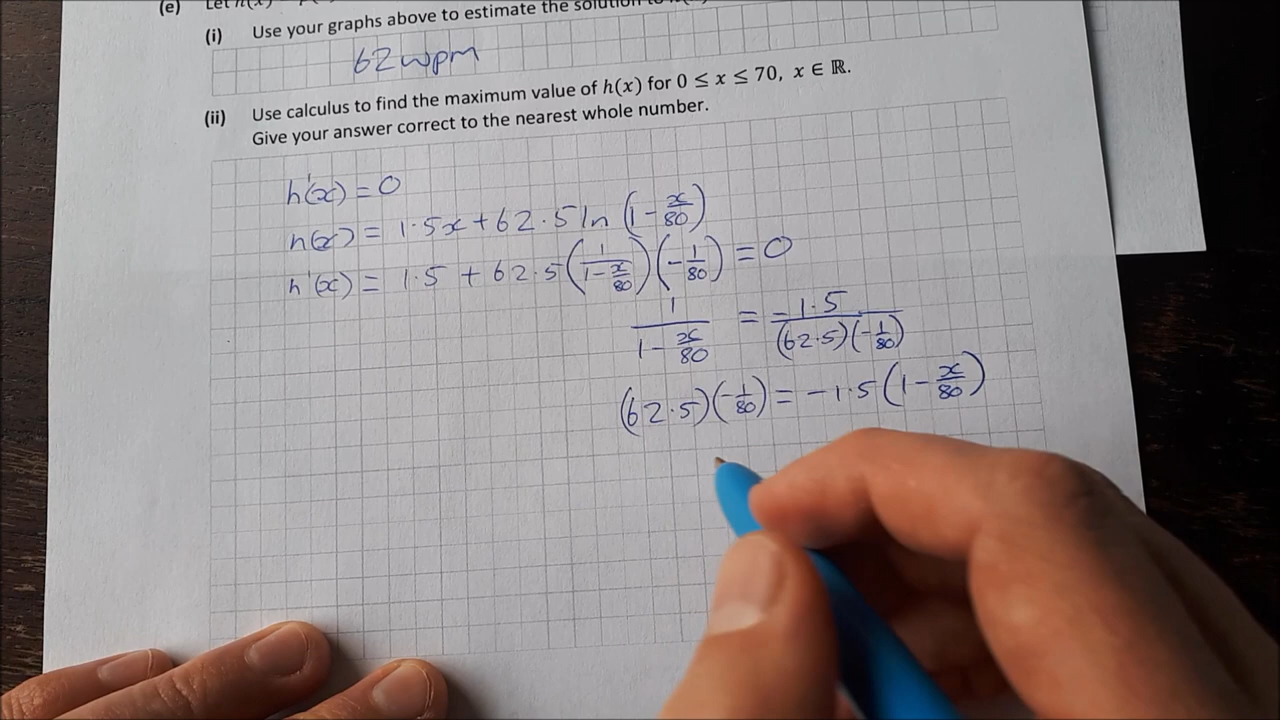 (e) Let h(x)
(i) Use your graphs above to estimate the solution to
62 wpm
(ii) Use calculus to find the maximum value of h(x) for 0 ≤ x ≤ 70, x ∈ ℝ.
Give your answer correct to the nearest whole number.
h'(x) = 0
h(x) = 1·5x + 62·5 ln (1 - x/80)
h'(x) = 1·5 + 62·5 (1/(1 - x/80)) (-1/80) = 0
1/(1 - x/80) = -1·5/((62·5)(-1/80))
(62·5)(-1/80) = -1·5 (1 - x/80)